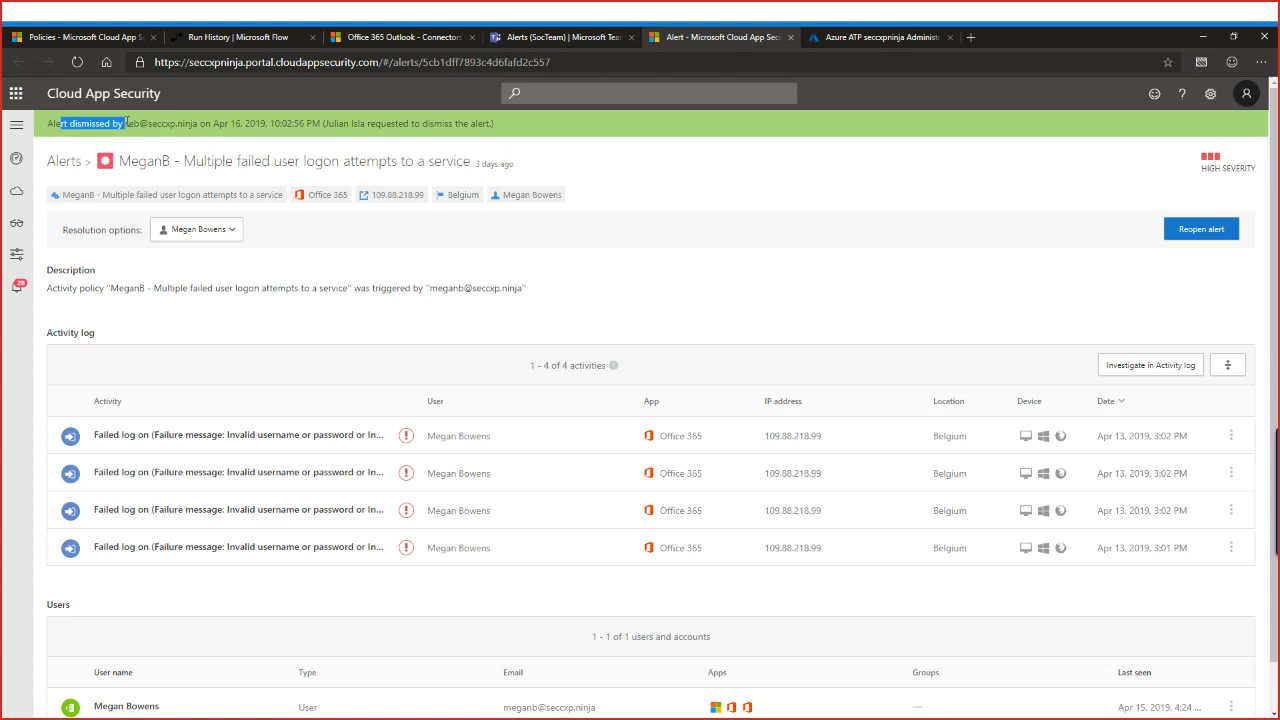 Policies - Microsoft Cloud App S
Run History | Microsoft Flow
Office 365 Outlook - Connectors
Alerts (SocTeam) | Microsoft Tea
Alert - Microsoft Cloud App Secu
Azure ATP seccxpninja Administr
https://seccxpninja.portal.cloudappsecurity.com/#/alerts/5cb1dff7893c4d6fafd2c557
Cloud App Security
Alert dismissed by seb@seccxp.ninja on Apr 16, 2019, 10:02:56 PM (Julian Isla requested to dismiss the alert.)
Alerts > MeganB - Multiple failed user logon attempts to a service 3 days ago
HIGH SEVERITY
MeganB - Multiple failed user logon attempts to a service Office 365 109.88.218.99 Belgium Megan Bowens
Resolution options: Megan Bowens Reopen alert
Description
Activity policy "MeganB - Multiple failed user logon attempts to a service" was triggered by "meganb@seccxp.ninja"
28
Activity log
1 - 4 of 4 activities Investigate in Activity log
Activity User App IP address Location Device Date
Failed log on (Failure message: Invalid username or password or In... Megan Bowens Office 365 109.88.218.99 Belgium Apr 13, 2019, 3:02 PM
Failed log on (Failure message: Invalid username or password or In... Megan Bowens Office 365 109.88.218.99 Belgium Apr 13, 2019, 3:02 PM
Failed log on (Failure message: Invalid username or password or In... Megan Bowens Office 365 109.88.218.99 Belgium Apr 13, 2019, 3:02 PM
Failed log on (Failure message: Invalid username or password or In... Megan Bowens Office 365 109.88.218.99 Belgium Apr 13, 2019, 3:01 PM
Users
1 - 1 of 1 users and accounts
User name Type Email Apps Groups Last seen
Megan Bowens User meganb@seccxp.ninja — Apr 15, 2019, 4:24 ...